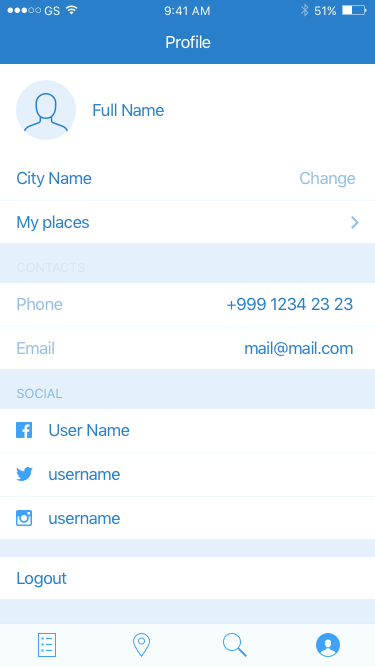 GS 9:41 AM 51%
Profile
Full Name
City Name Change
My places
CONTACTS
Phone +999 1234 23 23
Email mail@mail.com
SOCIAL
User Name
username
username
Logout